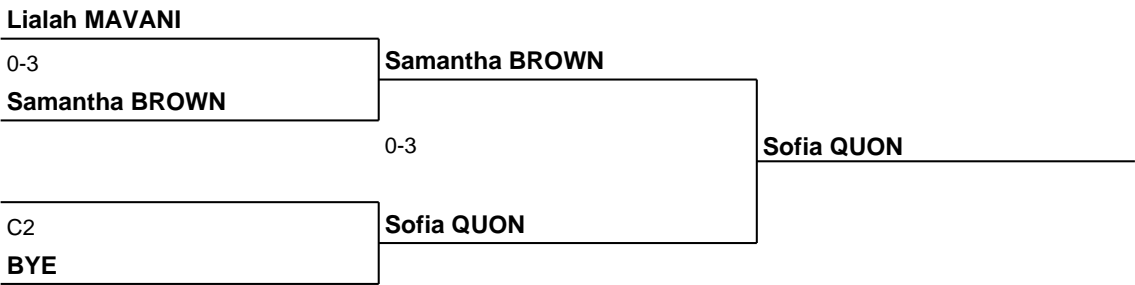 Lialah MAVANI
0-3
Samantha BROWN
Samantha BROWN
0-3
Sofia QUON
C2
Sofia QUON
BYE